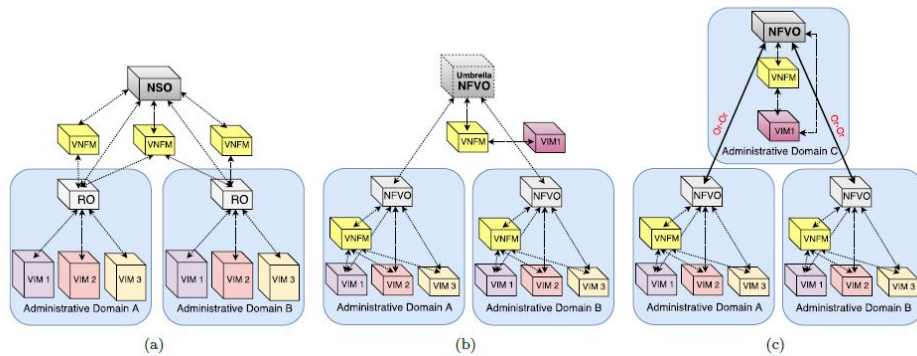 NSO
VNFM
VNFM
VNFM
RO
RO
VIM 1
VIM 2
VIM 3
VIM 1
VIM 2
VIM 3
Administrative Domain A
Administrative Domain B
(a)
Umbrella
NFVO
VNFM
VIM1
NFVO
NFVO
VNFM
VNFM
VIM 1
VIM 2
VIM 3
VIM 1
VIM 2
VIM 3
Administrative Domain A
Administrative Domain B
(b)
NFVO
VNFM
VIM1
Or-Or
Or-Or
Administrative Domain C
NFVO
NFVO
VNFM
VNFM
VIM 1
VIM 2
VIM 3
VIM 1
VIM 2
VIM 3
Administrative Domain A
Administrative Domain B
(c)